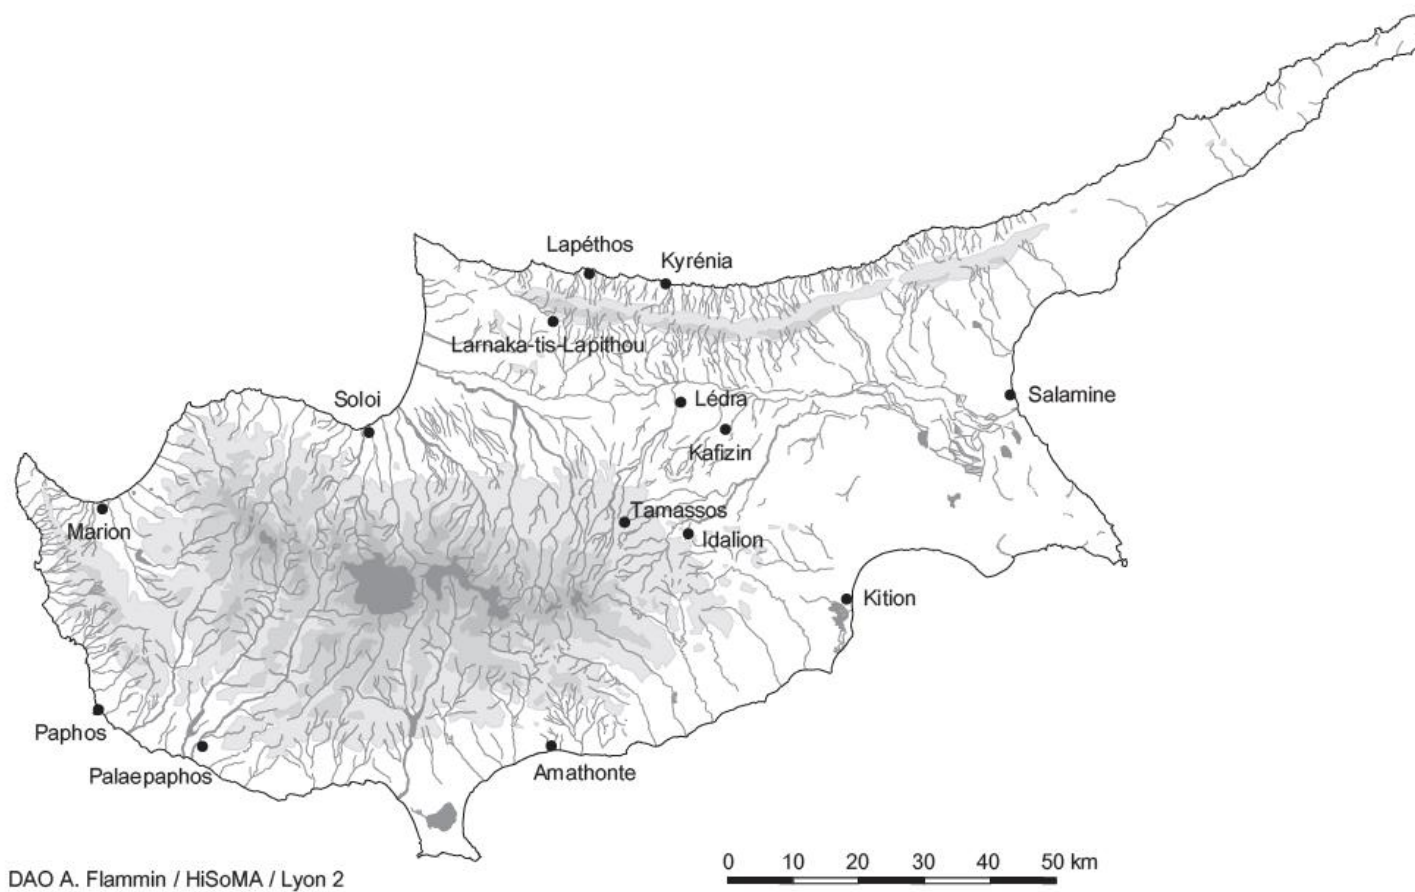 Lapéthos
Kyrénia
Larnaka-tis-Lapithou
Soloi
Lédra
Salamine
Kafizin
Marion
Tamassos
Idalion
Kition
Paphos
Palaepaphos
Amathonte
0 10 20 30 40 50 km
DAO A. Flammin / HiSoMA / Lyon 2